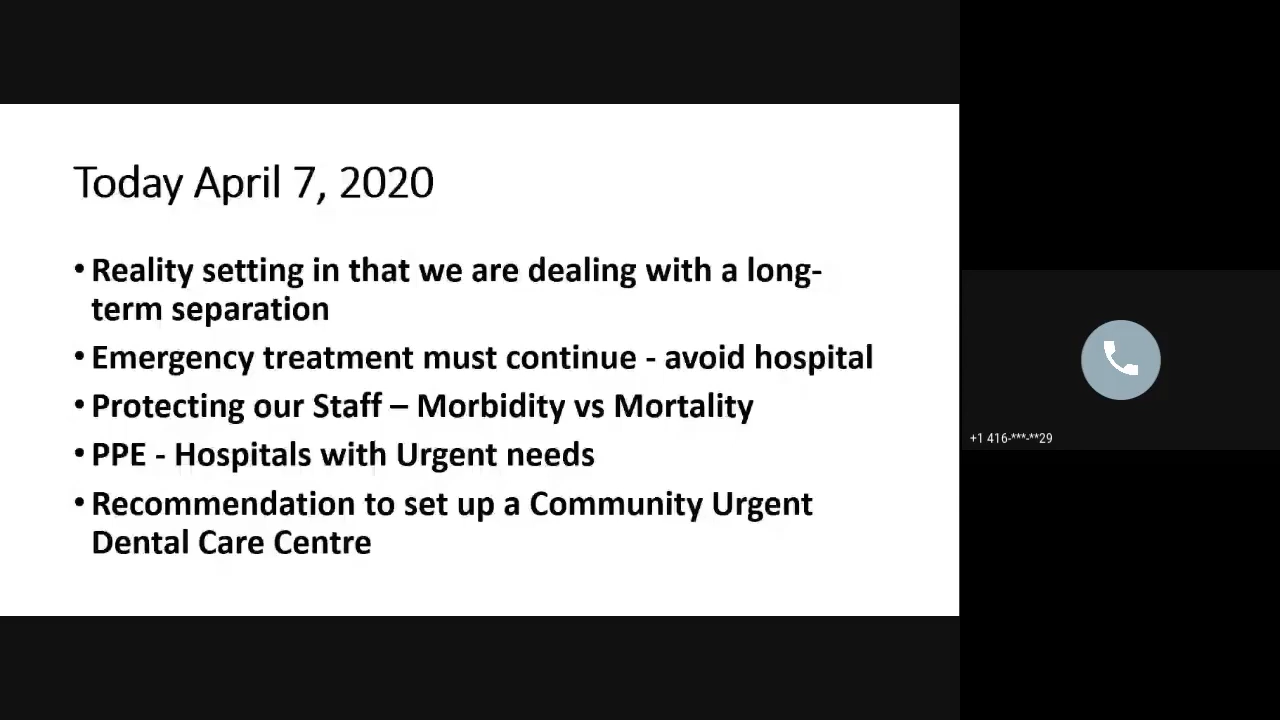 Today April 7, 2020
• Reality setting in that we are dealing with a long-
term separation
• Emergency treatment must continue - avoid hospital
• Protecting our Staff – Morbidity vs Mortality
• PPE - Hospitals with Urgent needs
• Recommendation to set up a Community Urgent
Dental Care Centre
+1 416-***-**29